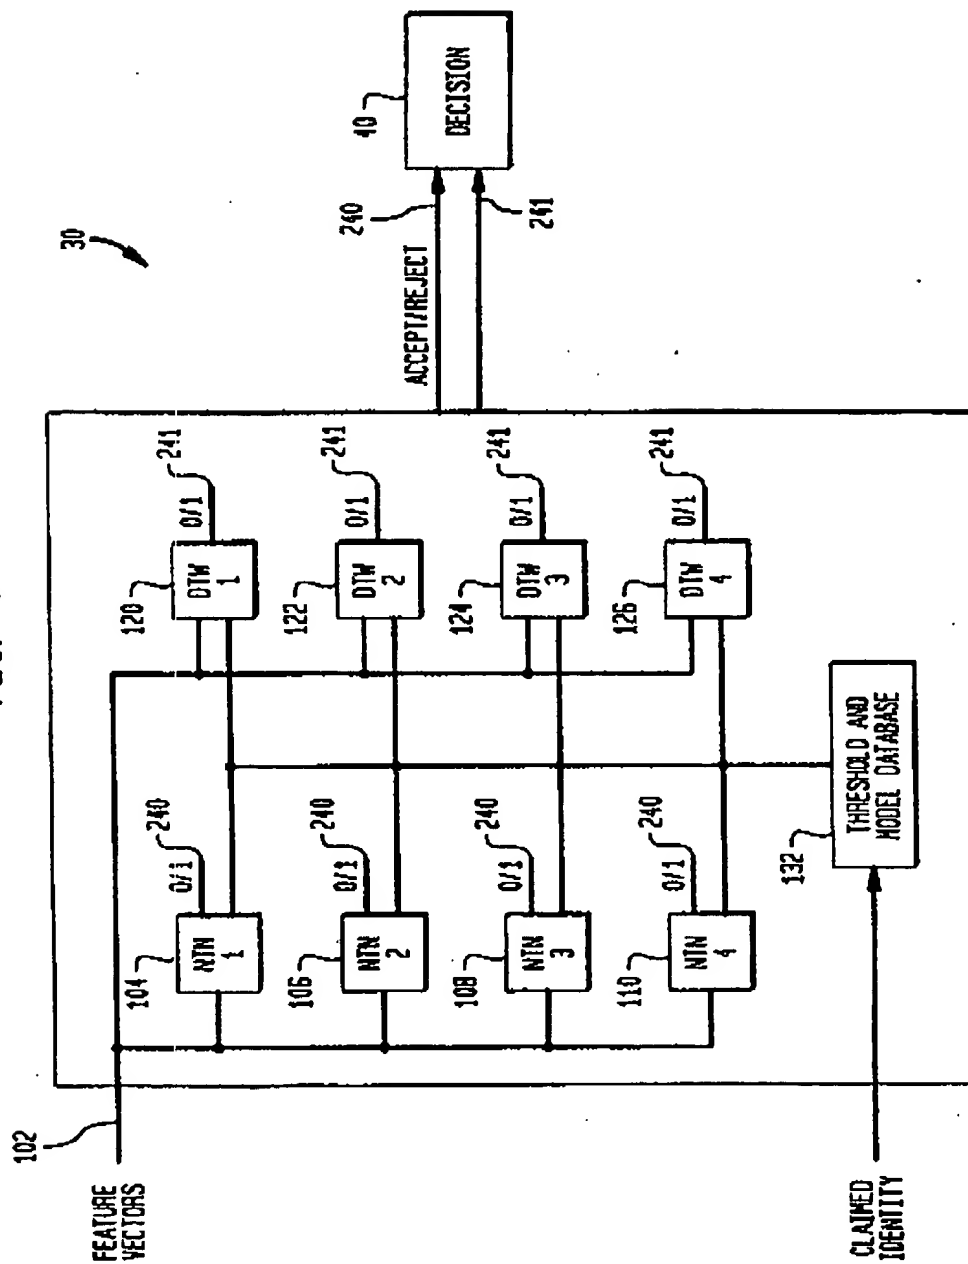 30
102
FEATURE
VECTORS
104
NTN
1
0/1
240
120
DTW
1
0/1
241
106
NTN
2
0/1
240
122
DTW
2
0/1
241
108
NTN
3
0/1
240
124
DTW
3
0/1
241
110
NTN
4
0/1
240
126
DTW
4
0/1
241
132
THRESHOLD AND
MODEL DATABASE
CLAIMED
IDENTITY
ACCEPT/REJECT
240
241
40
DECISION